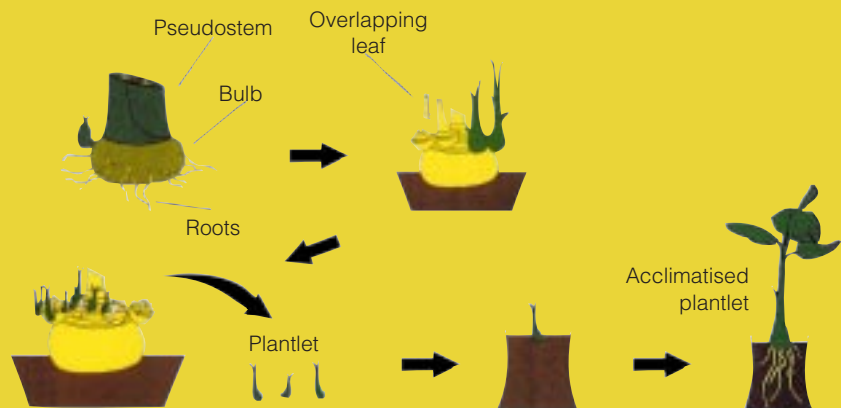 Pseudostem
Overlapping
leaf
Bulb
Roots
Acclimatised
plantlet
Plantlet